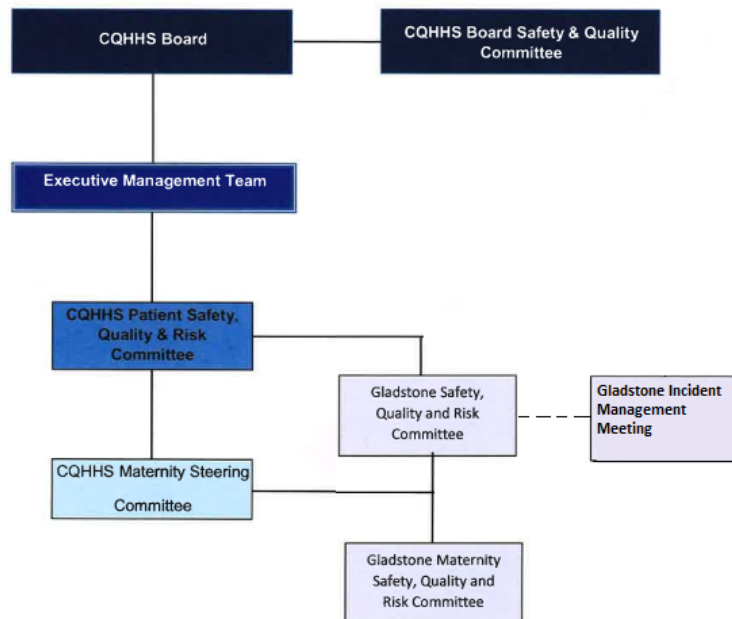 CQHHS Board
CQHHS Board Safety & Quality
Committee
Executive Management Team
CQHHS Patient Safety,
Quality & Risk
Committee
Gladstone Safety,
Quality and Risk
Committee
Gladstone Incident
Management
Meeting
CQHHS Maternity Steering
Committee
Gladstone Maternity
Safety, Quality and
Risk Committee